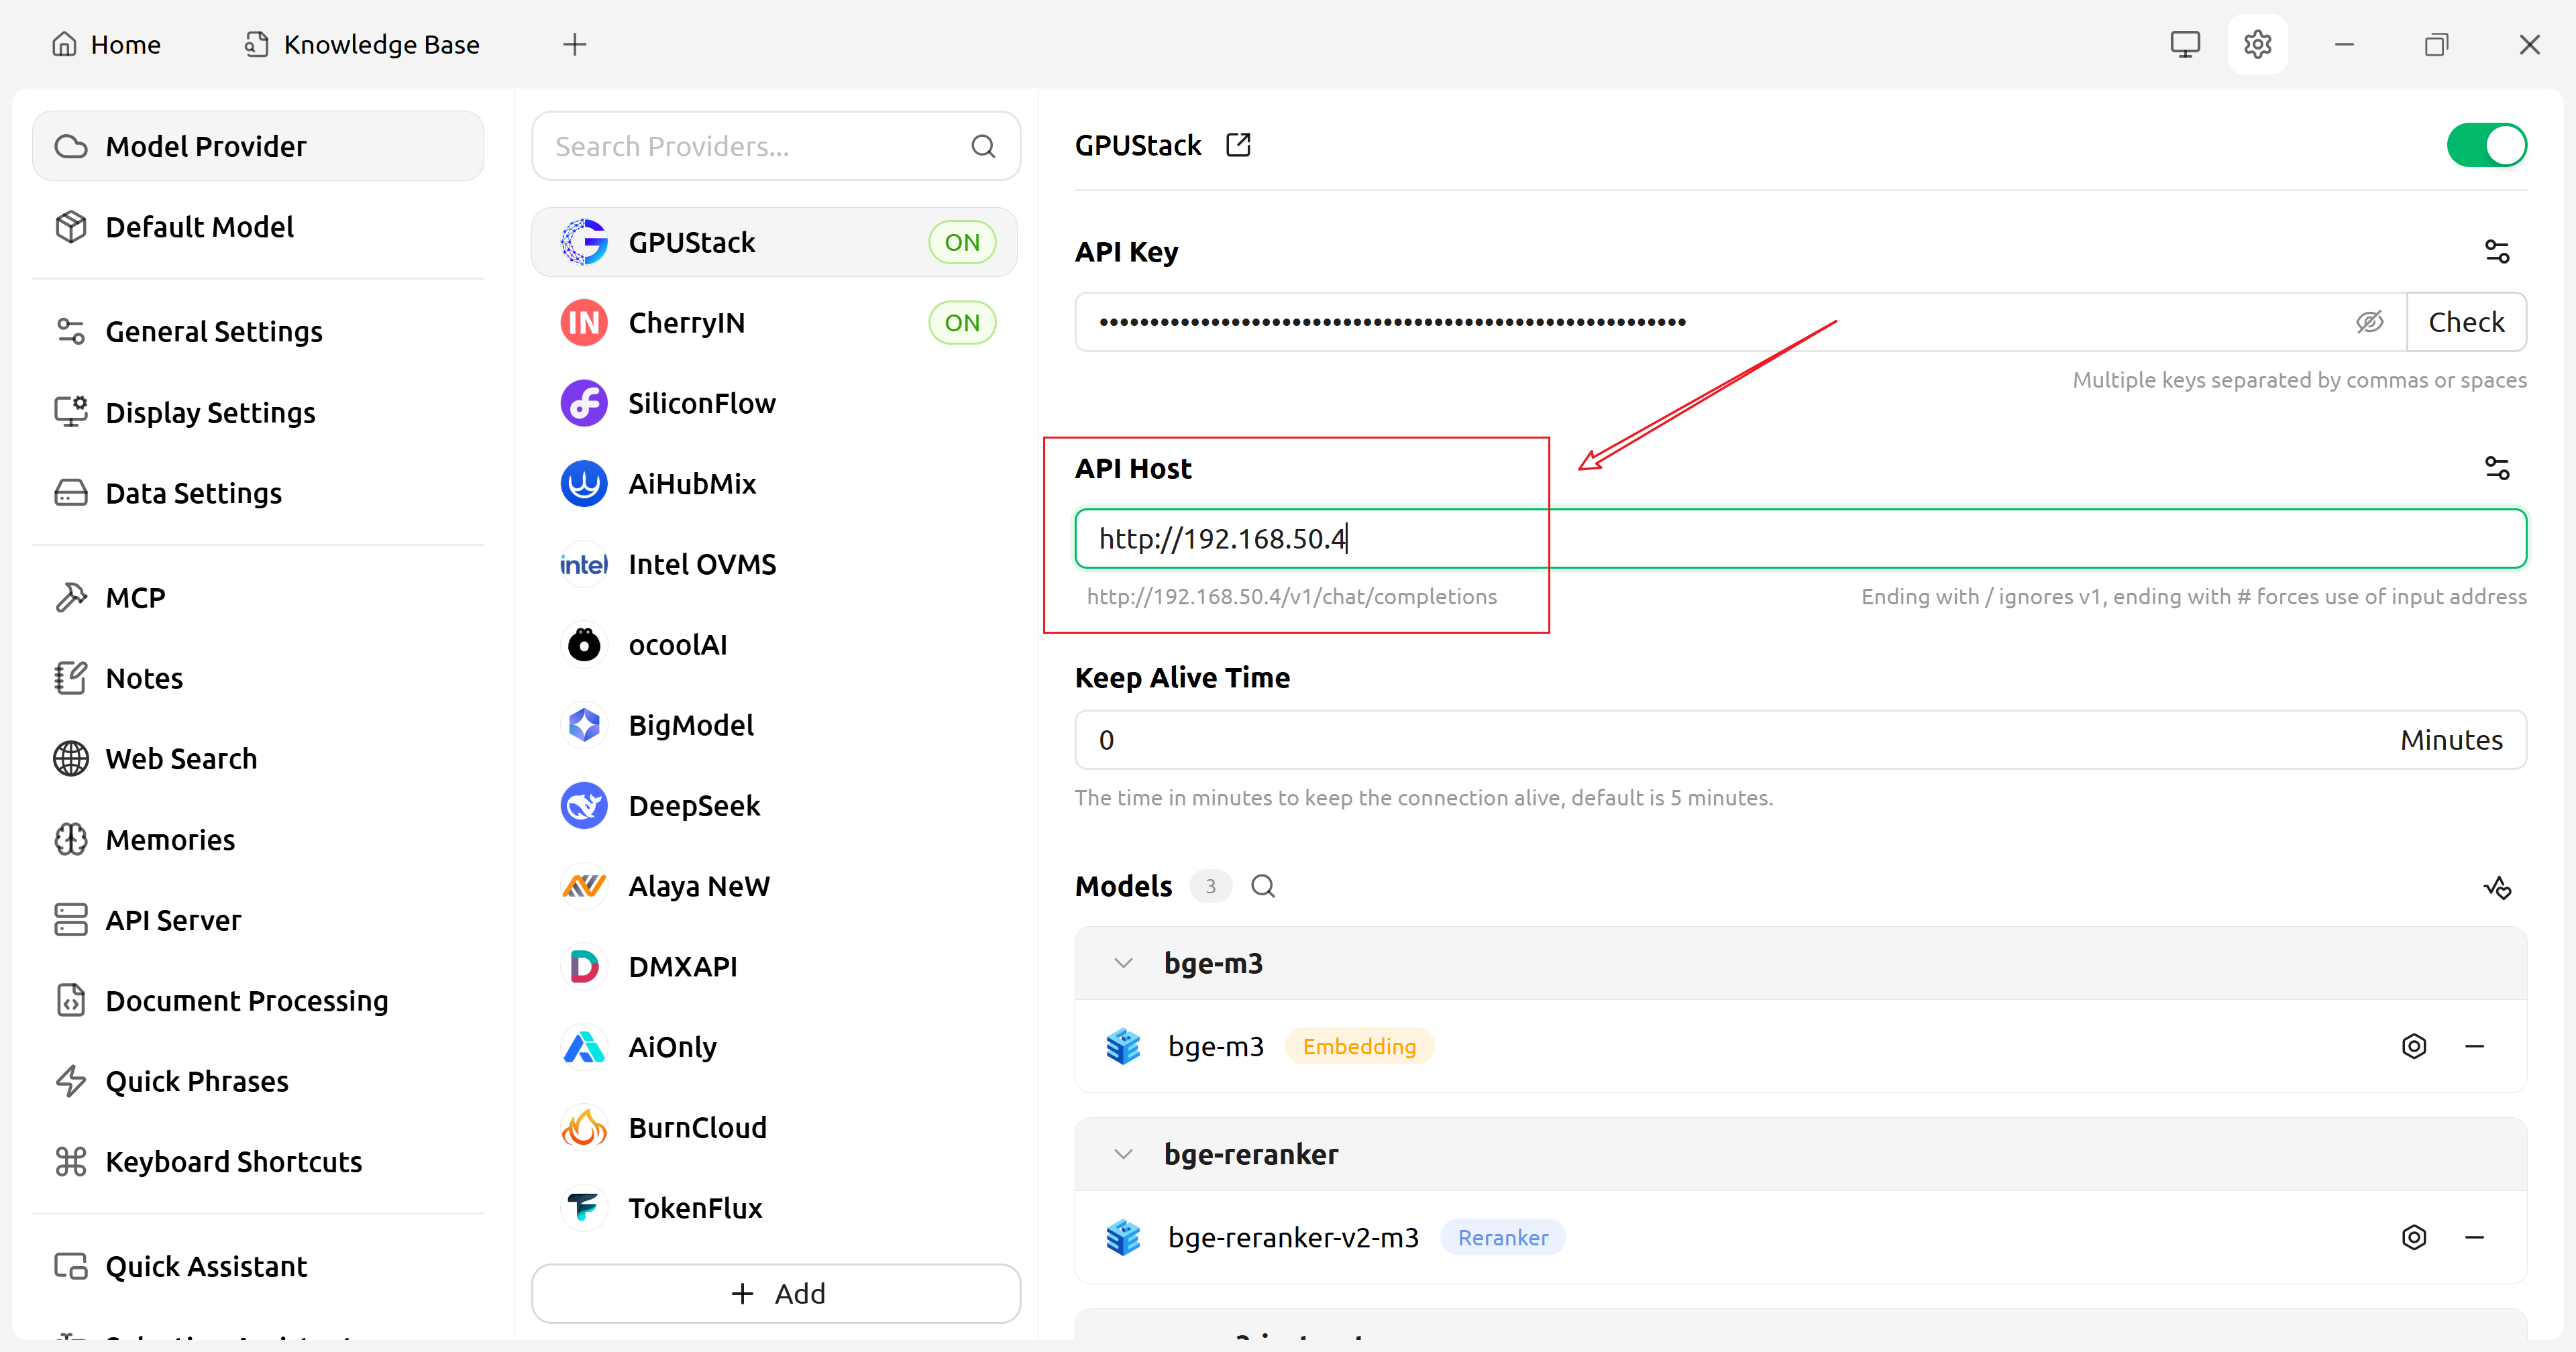 Home
Knowledge Base
Model Provider
Default Model
General Settings
Display Settings
Data Settings
MCP
Notes
Web Search
Memories
API Server
Document Processing
Quick Phrases
Keyboard Shortcuts
Quick Assistant
Search Providers...
GPUStack
ON
IN
CherryIN
ON
SiliconFlow
AiHubMix
intel
Intel OVMS
ocoolAI
BigModel
DeepSeek
Alaya NeW
DMXAPI
AiOnly
BurnCloud
TokenFlux
+ Add
GPUStack
API Key
••••••••••••••••••••••••••••••••••••••••••••••••••••••••••
Check
Multiple keys separated by commas or spaces
API Host
http://192.168.50.4
http://192.168.50.4/v1/chat/completions
Ending with / ignores v1, ending with # forces use of input address
Keep Alive Time
0
Minutes
The time in minutes to keep the connection alive, default is 5 minutes.
Models 3
bge-m3
bge-m3 Embedding
bge-reranker
bge-reranker-v2-m3 Reranker